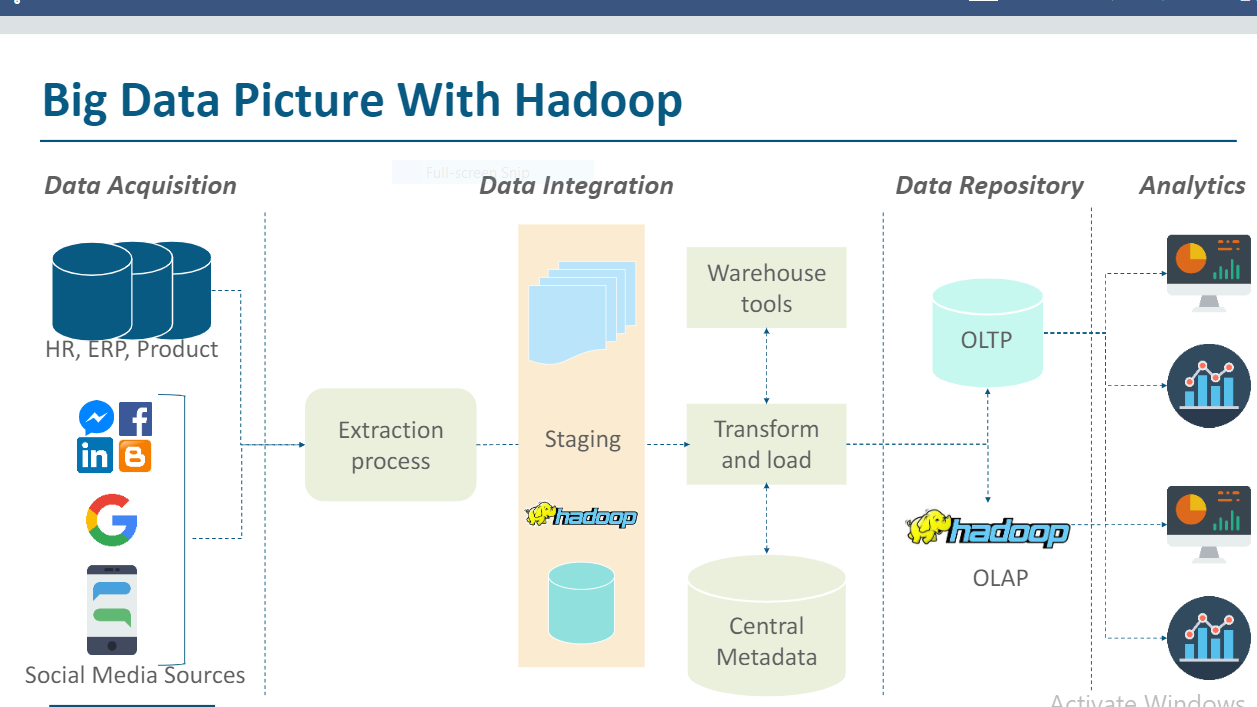 Big Data Picture With Hadoop
Full-screen Snip
Data Acquisition
Data Integration
Data Repository
Analytics
HR, ERP, Product
Social Media Sources
Extraction
process
Staging
hadoop
Warehouse
tools
Transform
and load
Central
Metadata
OLTP
hadoop
OLAP
f
in
B
G
Activate Windows